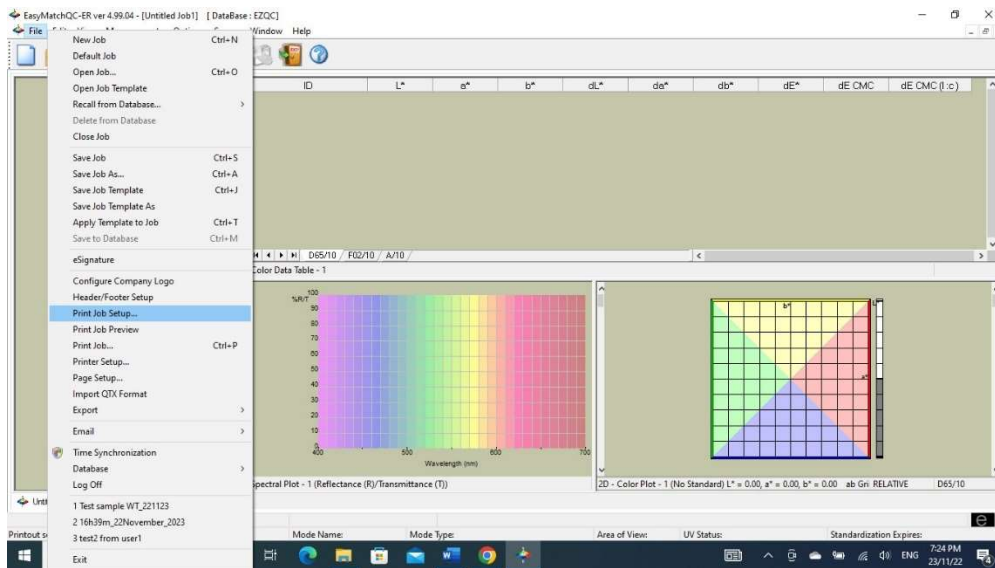 EasyMatchQC-ER ver 4.99.04 - [Untitled Job1] [ DataBase : EZQC]
File Window Help
New Job Ctrl+N
Default Job
Open Job... Ctrl+O
Open Job Template
Recall from Database... >
Delete from Database
Close Job
Save Job Ctrl+S
Save Job As... Ctrl+A
Save Job Template Ctrl+J
Save Job Template As
Apply Template to Job Ctrl+T
Save to Database Ctrl+M
eSignature
Configure Company Logo
Header/Footer Setup
Print Job Setup...
Print Job Preview
Print Job... Ctrl+P
Printer Setup...
Page Setup...
Import QTX Format
Export >
Email >
Time Synchronization
Database >
Log Off
1 Test sample WT_221123
2 16h39m_22November_2023
3 test2 from user1
Exit
ID L* a* b* dL* da* db* dE* dE CMC dE CMC (l:c)
D65/10 F02/10 A/10
Color Data Table - 1
%R/T
100
90
80
70
60
50
40
30
20
10
0
400 500 600 700
Wavelength (nm)
Spectral Plot - 1 (Reflectance (R)/Transmittance (T))
b*
L*
a*
2D - Color Plot - 1 (No Standard) L* = 0.00, a* = 0.00, b* = 0.00 ab Gri RELATIVE D65/10
Unti
Printout s
Mode Name: Mode Type: Area of View: UV Status: Standardization Expires:
ENG 7:24 PM
23/11/22